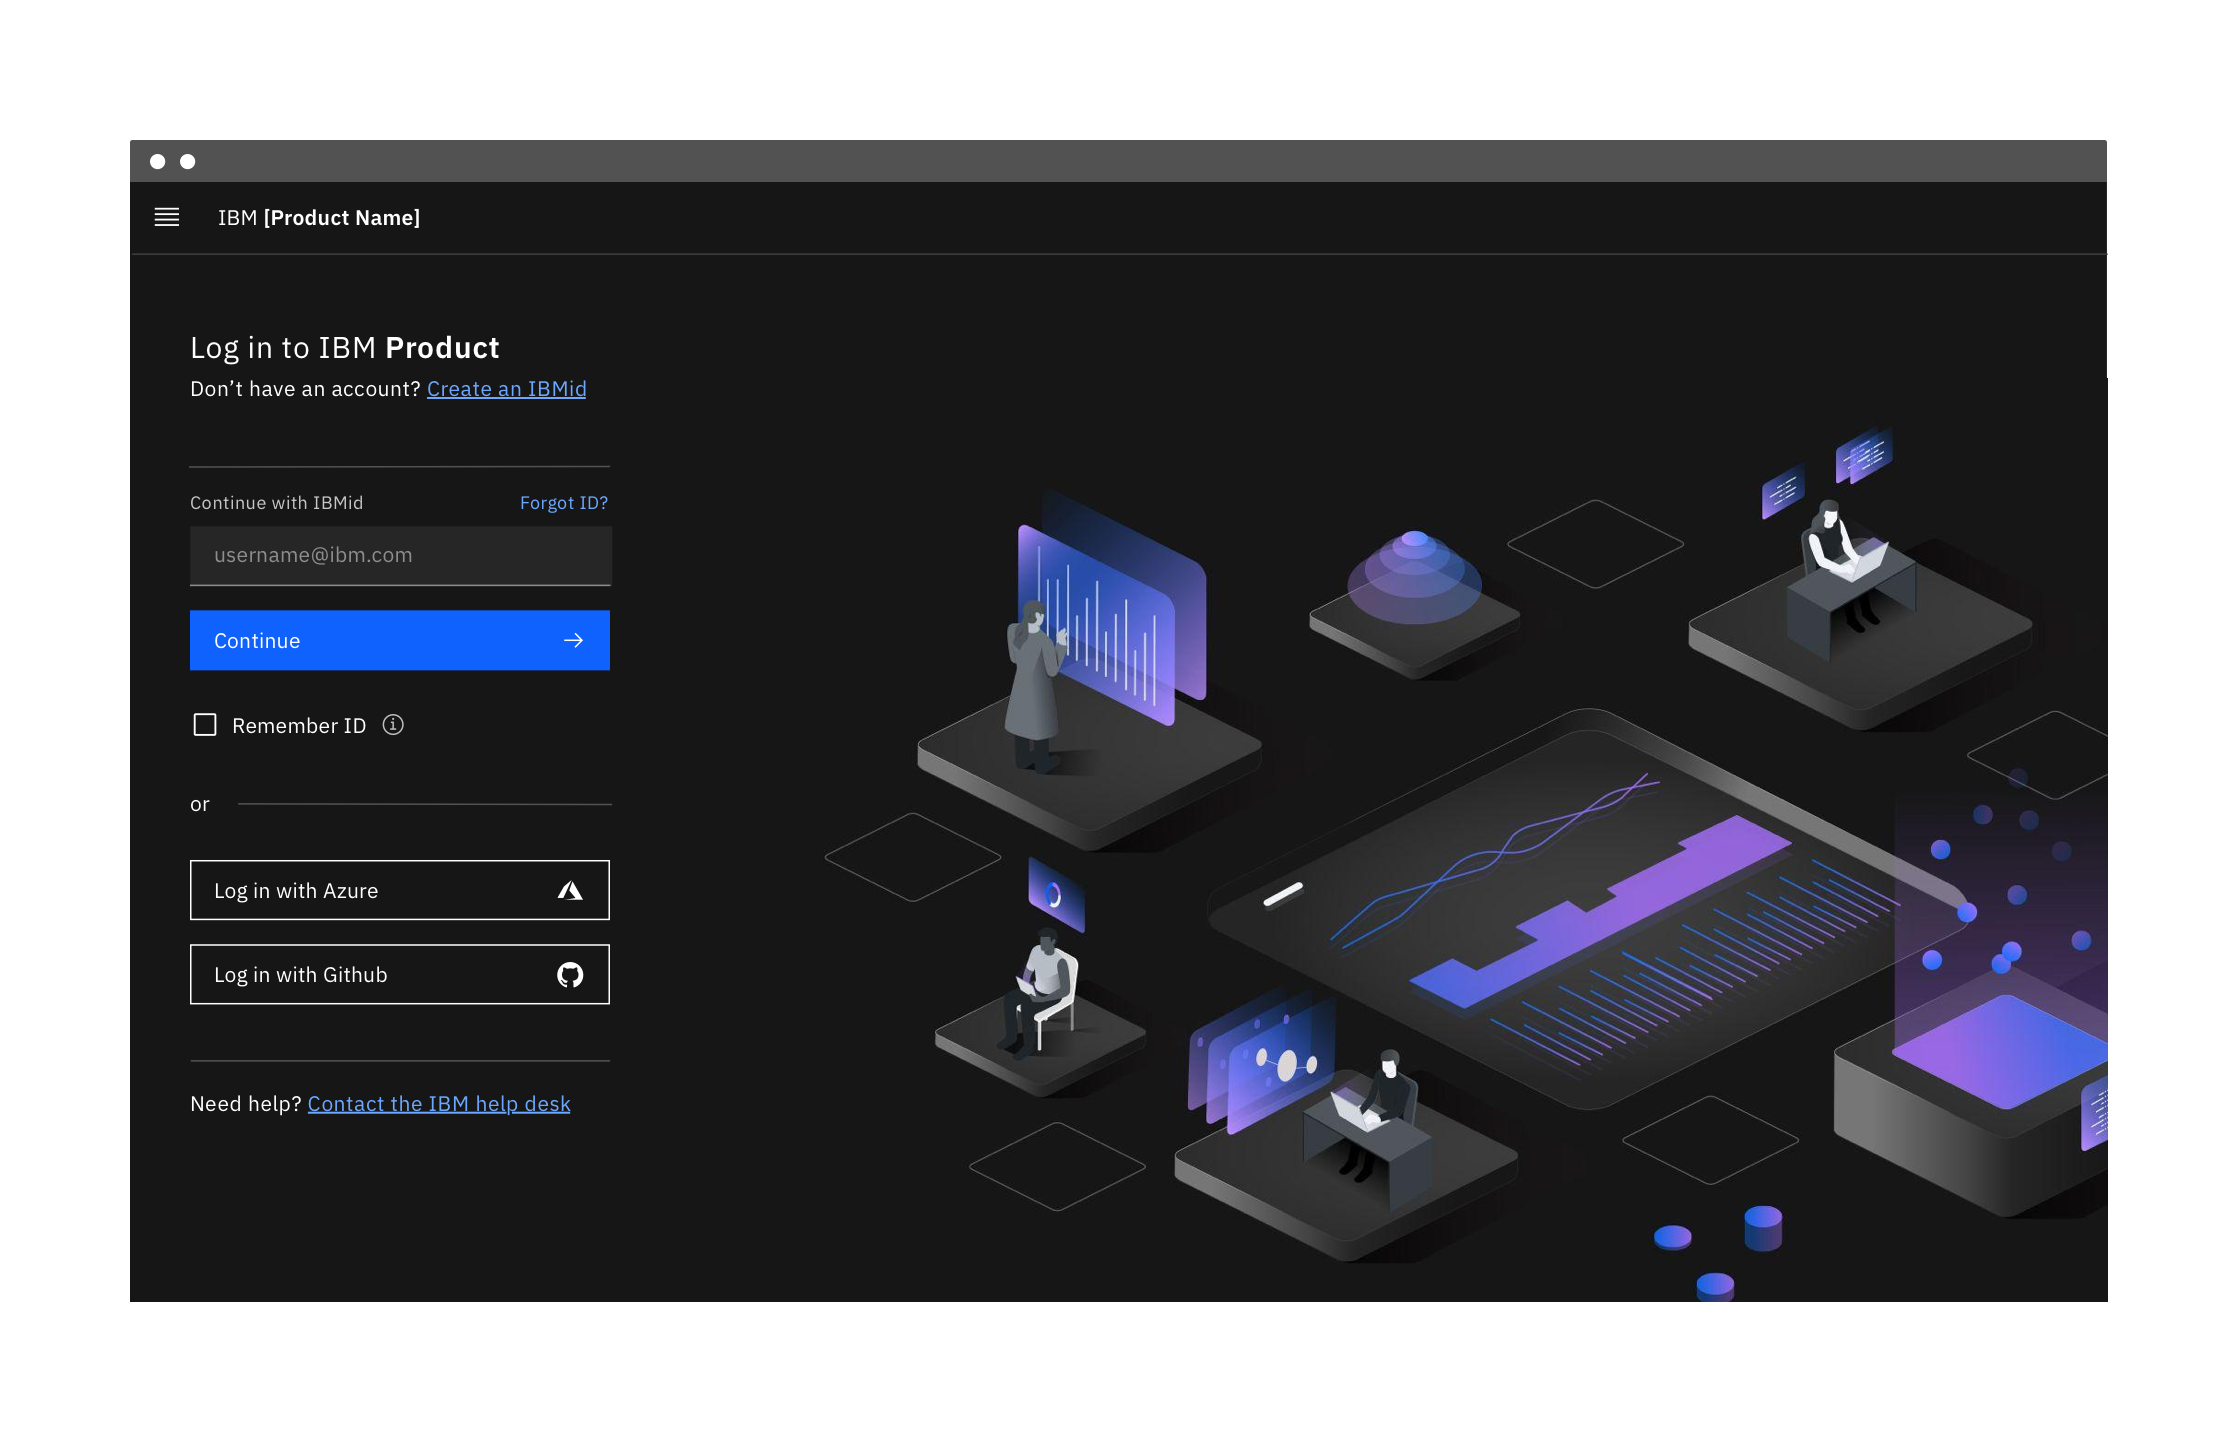 IBM [Product Name]
Log in to IBM Product
Don’t have an account? Create an IBMid
Continue with IBMid Forgot ID?
username@ibm.com
Continue
Remember ID
or
Log in with Azure
Log in with Github
Need help? Contact the IBM help desk